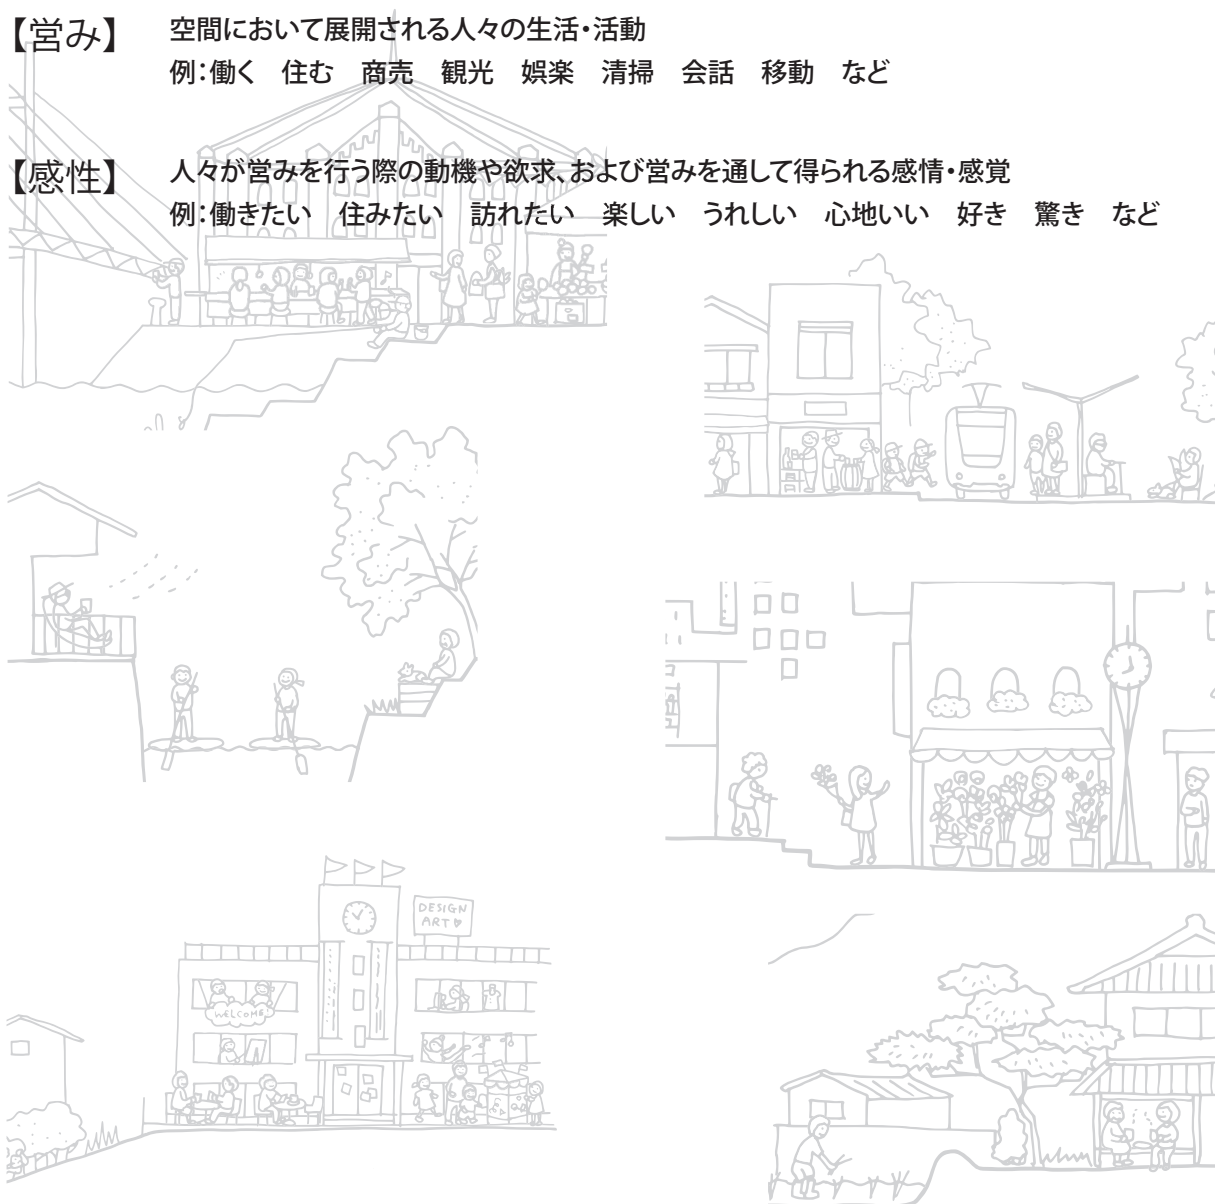 【営み】 空間において展開される人々の生活・活動
例：働く　住む　商売　観光　娯楽　清掃　会話　移動　など
【感性】 人々が営みを行う際の動機や欲求、および営みを通して得られる感情・感覚
例：働きたい　住みたい　訪れたい　楽しい　うれしい　心地いい　好き　驚き　など
DESIGN
ART
WELCOME